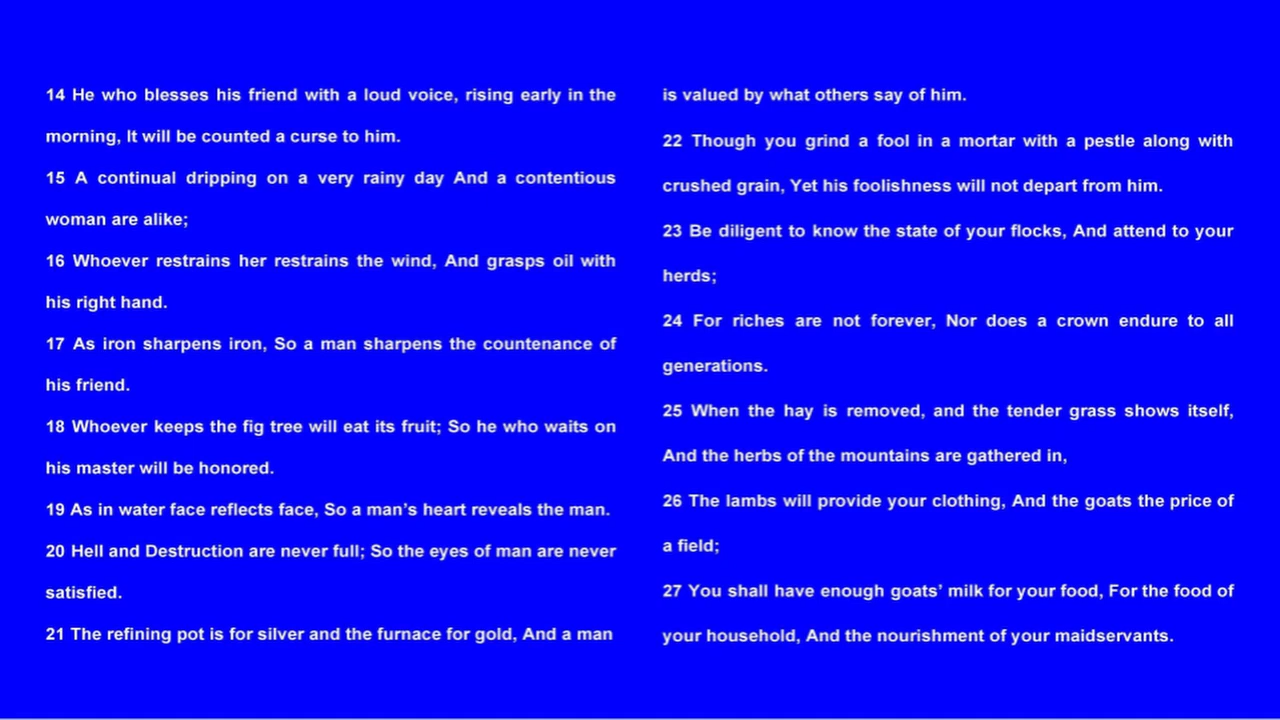 14 He who blesses his friend with a loud voice, rising early in the
morning, It will be counted a curse to him.
15 A continual dripping on a very rainy day And a contentious
woman are alike;
16 Whoever restrains her restrains the wind, And grasps oil with
his right hand.
17 As iron sharpens iron, So a man sharpens the countenance of
his friend.
18 Whoever keeps the fig tree will eat its fruit; So he who waits on
his master will be honored.
19 As in water face reflects face, So a man’s heart reveals the man.
20 Hell and Destruction are never full; So the eyes of man are never
satisfied.
21 The refining pot is for silver and the furnace for gold, And a man
is valued by what others say of him.
22 Though you grind a fool in a mortar with a pestle along with
crushed grain, Yet his foolishness will not depart from him.
23 Be diligent to know the state of your flocks, And attend to your
herds;
24 For riches are not forever, Nor does a crown endure to all
generations.
25 When the hay is removed, and the tender grass shows itself,
And the herbs of the mountains are gathered in,
26 The lambs will provide your clothing, And the goats the price of
a field;
27 You shall have enough goats’ milk for your food, For the food of
your household, And the nourishment of your maidservants.